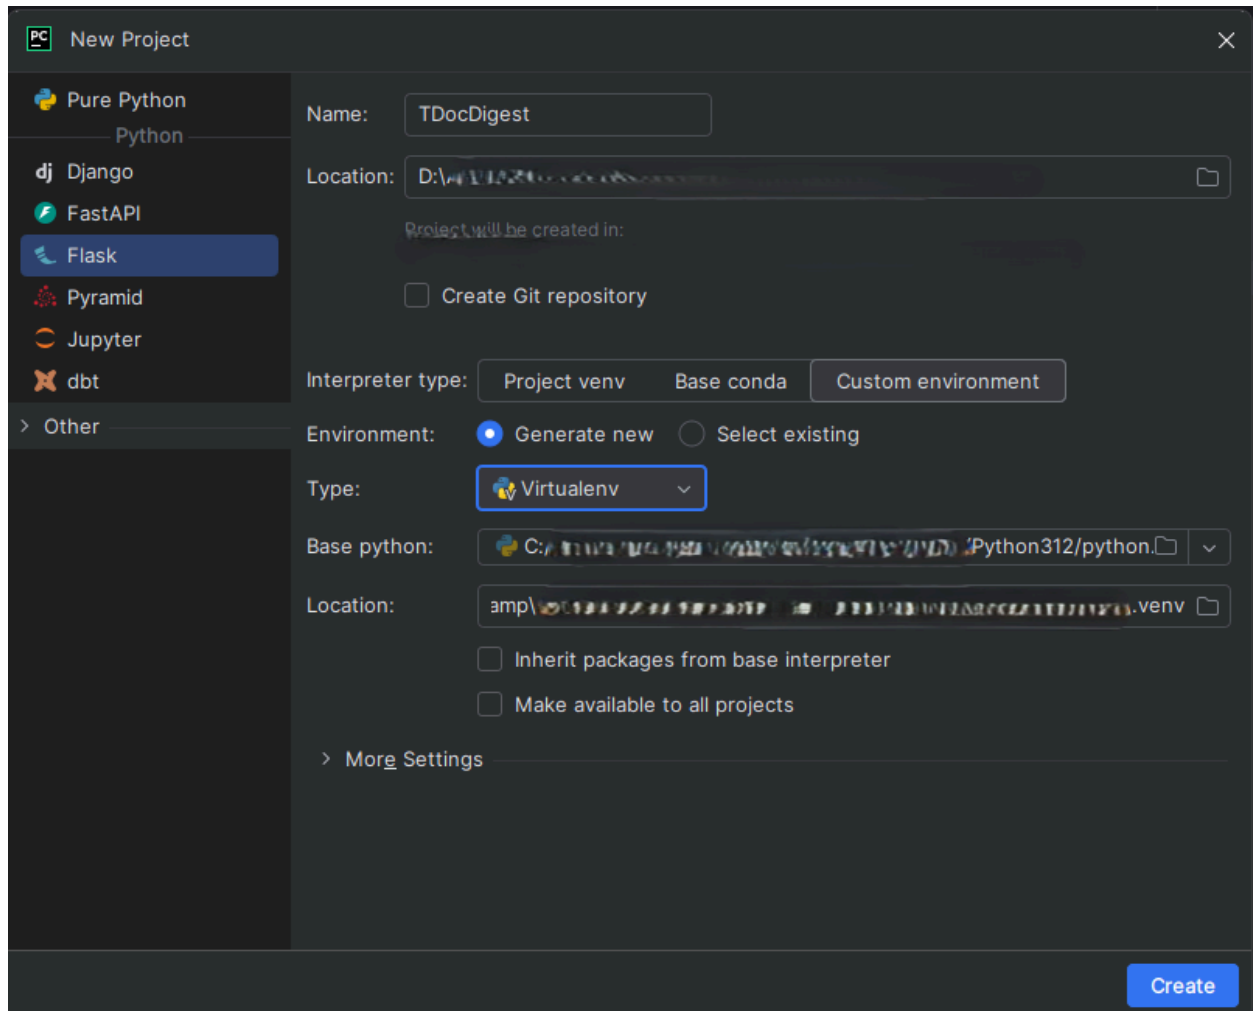 PC New Project
Pure Python
Python
dj Django
FastAPI
Flask
Pyramid
Jupyter
dbt
Other
Name: TDocDigest
Location: D:\
Project will be created in:
Create Git repository
Interpreter type: Project venv Base conda Custom environment
Environment: Generate new Select existing
Type: Virtualenv
Base python: C:/ /Python312/python.
Location: amp\ .venv
Inherit packages from base interpreter
Make available to all projects
More Settings
Create